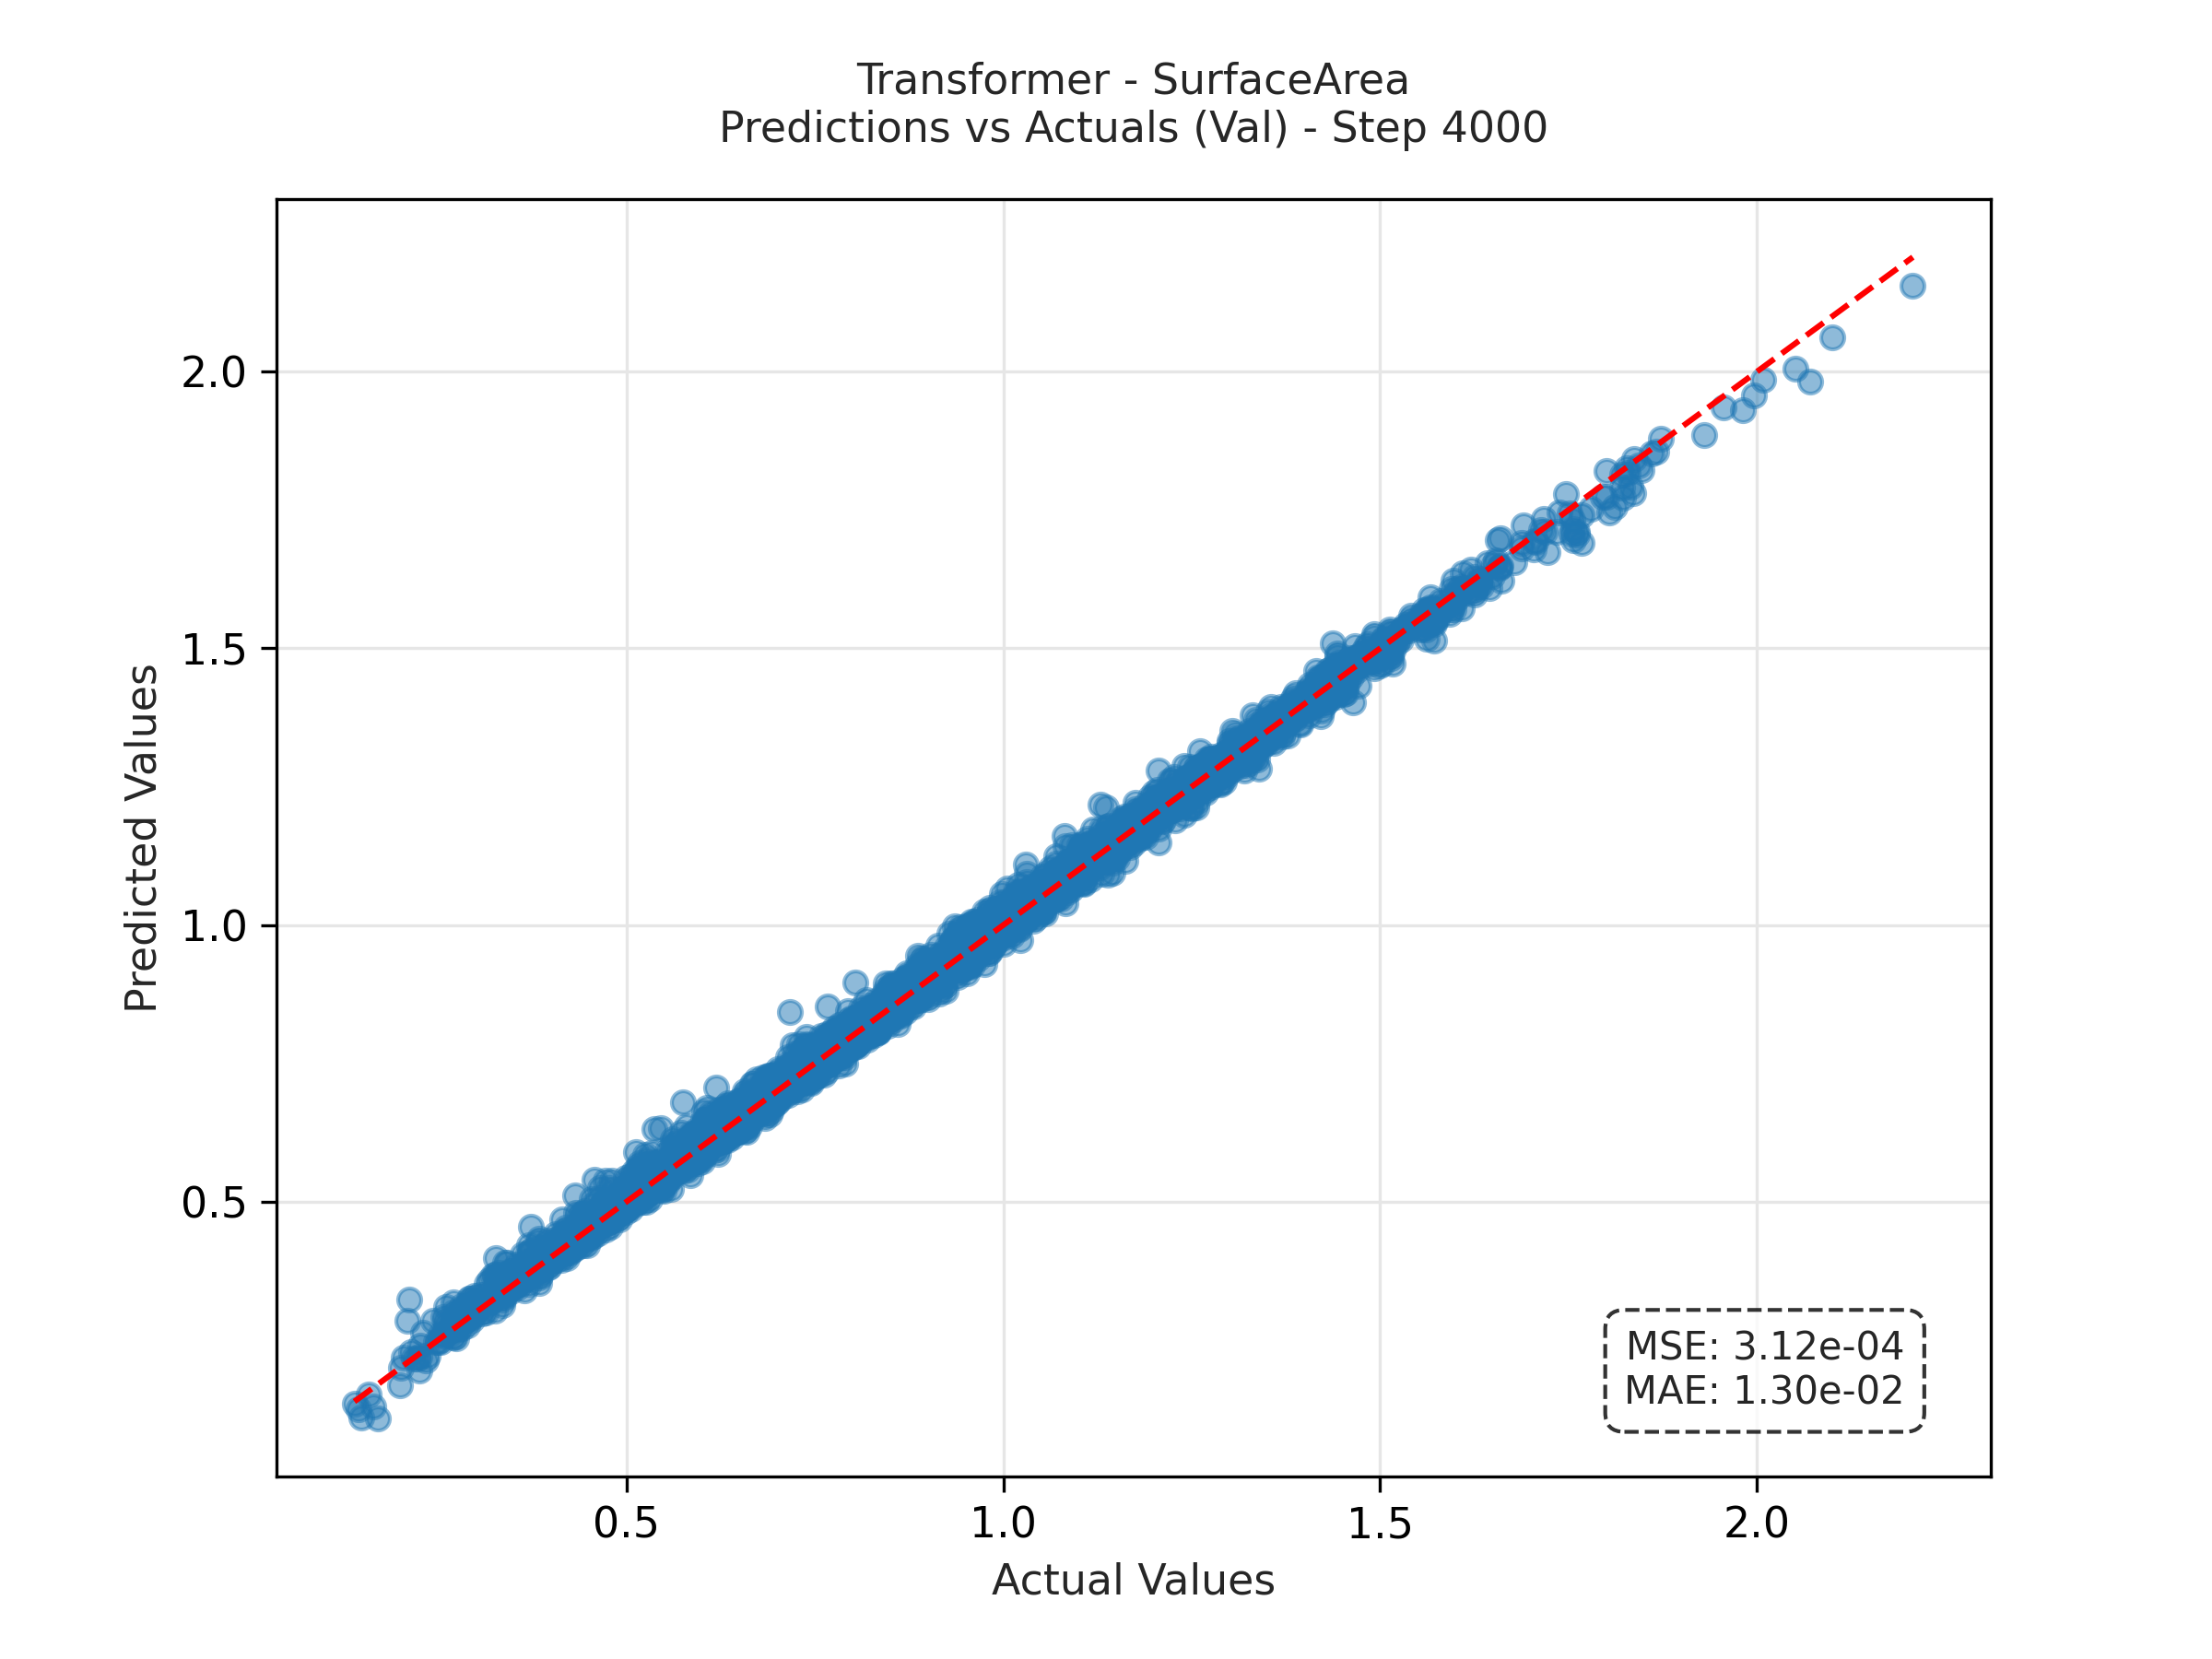 Transformer - SurfaceArea
Predictions vs Actuals (Val) - Step 4000
Predicted Values
2.0
1.5
1.0
0.5
MSE: 3.12e-04
MAE: 1.30e-02
0.5
1.0
1.5
2.0
Actual Values